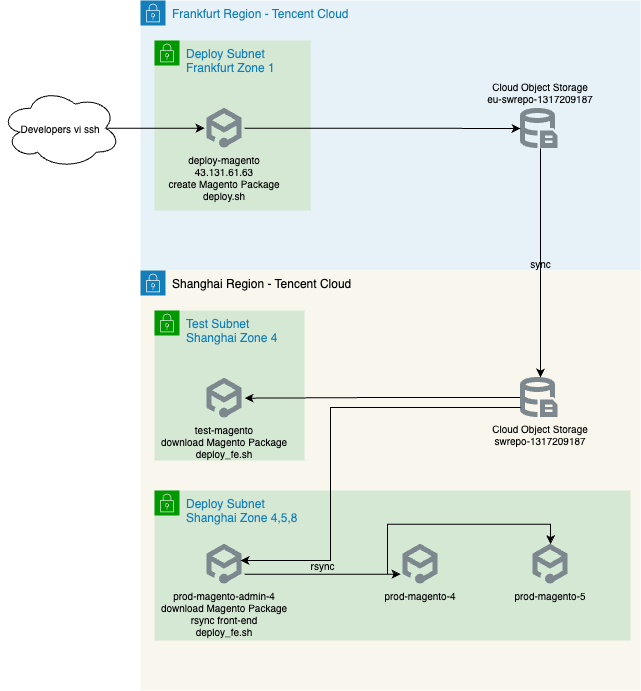 Frankfurt Region - Tencent Cloud
Deploy Subnet
Frankfurt Zone 1
Cloud Object Storage
eu-swrepo-1317209187
Developers vi ssh
deploy-magento
43.131.61.63
create Magento Package
deploy.sh
sync
Shanghai Region - Tencent Cloud
Test Subnet
Shanghai Zone 4
test-magento
download Magento Package
deploy_fe.sh
Cloud Object Storage
swrepo-1317209187
Deploy Subnet
Shanghai Zone 4,5,8
rsync
prod-magento-admin-4
download Magento Package
rsync front-end
deploy_fe.sh
prod-magento-4
prod-magento-5